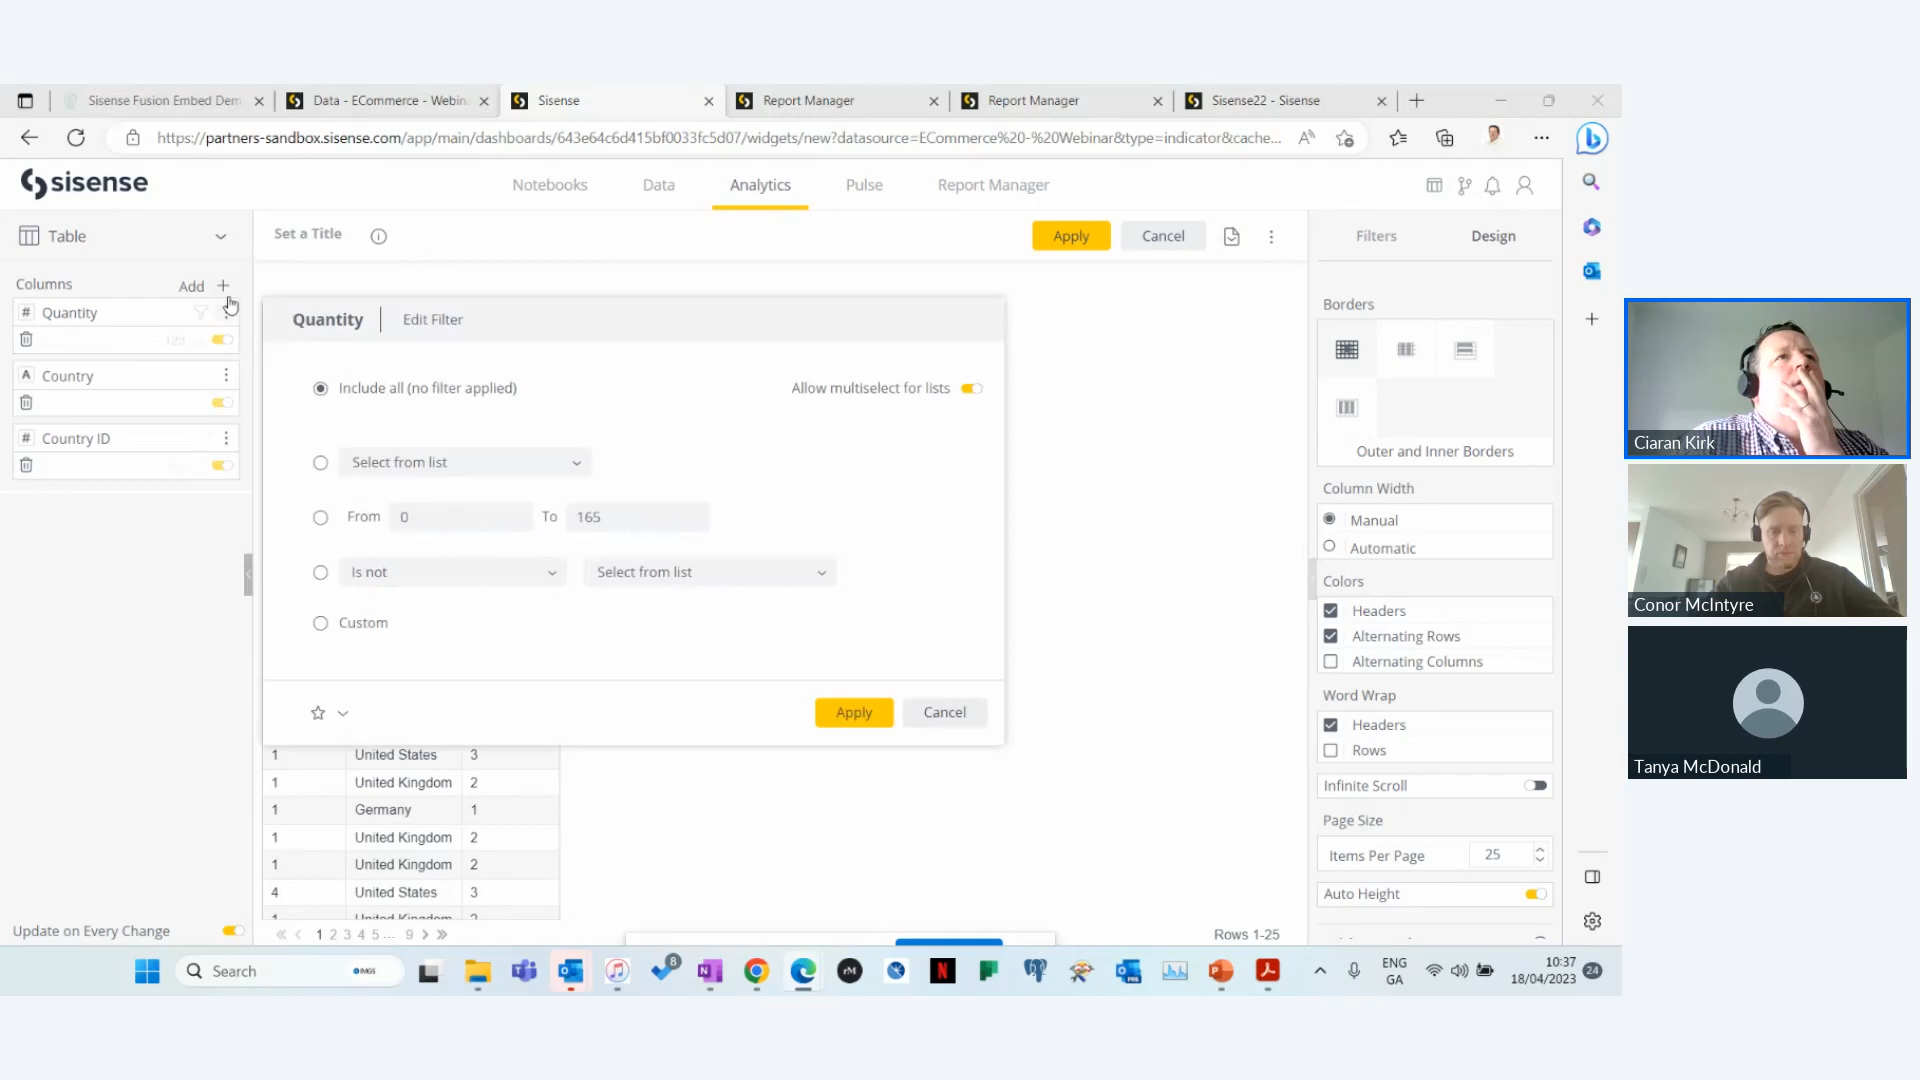 Sisense Fusion Embed Dem
Data - ECommerce - Webin
Sisense
Report Manager
Report Manager
Sisense22 - Sisense
https://partners-sandbox.sisense.com/app/main/dashboards/643e64c6d415bf0033fc5d07/widgets/new?datasource=ECommerce%20-%20Webinar&type=indicator&cache...
sisense
Notebooks
Data
Analytics
Pulse
Report Manager
Table
Set a Title
Apply
Cancel
Filters
Design
Columns
Add +
# Quantity
123
A Country
# Country ID
Quantity
Edit Filter
Include all (no filter applied)
Allow multiselect for lists
Select from list
From 0 To 165
Is not
Select from list
Custom
Apply
Cancel
1 United States 3
1 United Kingdom 2
1 Germany 1
1 United Kingdom 2
1 United Kingdom 2
4 United States 3
1 United Kingdom 2
« < 1 2 3 4 5 ... 9 > »
Rows 1-25
Update on Every Change
Borders
Outer and Inner Borders
Column Width
Manual
Automatic
Colors
Headers
Alternating Rows
Alternating Columns
Word Wrap
Headers
Rows
Infinite Scroll
Page Size
Items Per Page 25
Auto Height
Ciaran Kirk
Conor McIntyre
Tanya McDonald
Search
8
ENG
GA
10:37
18/04/2023
24